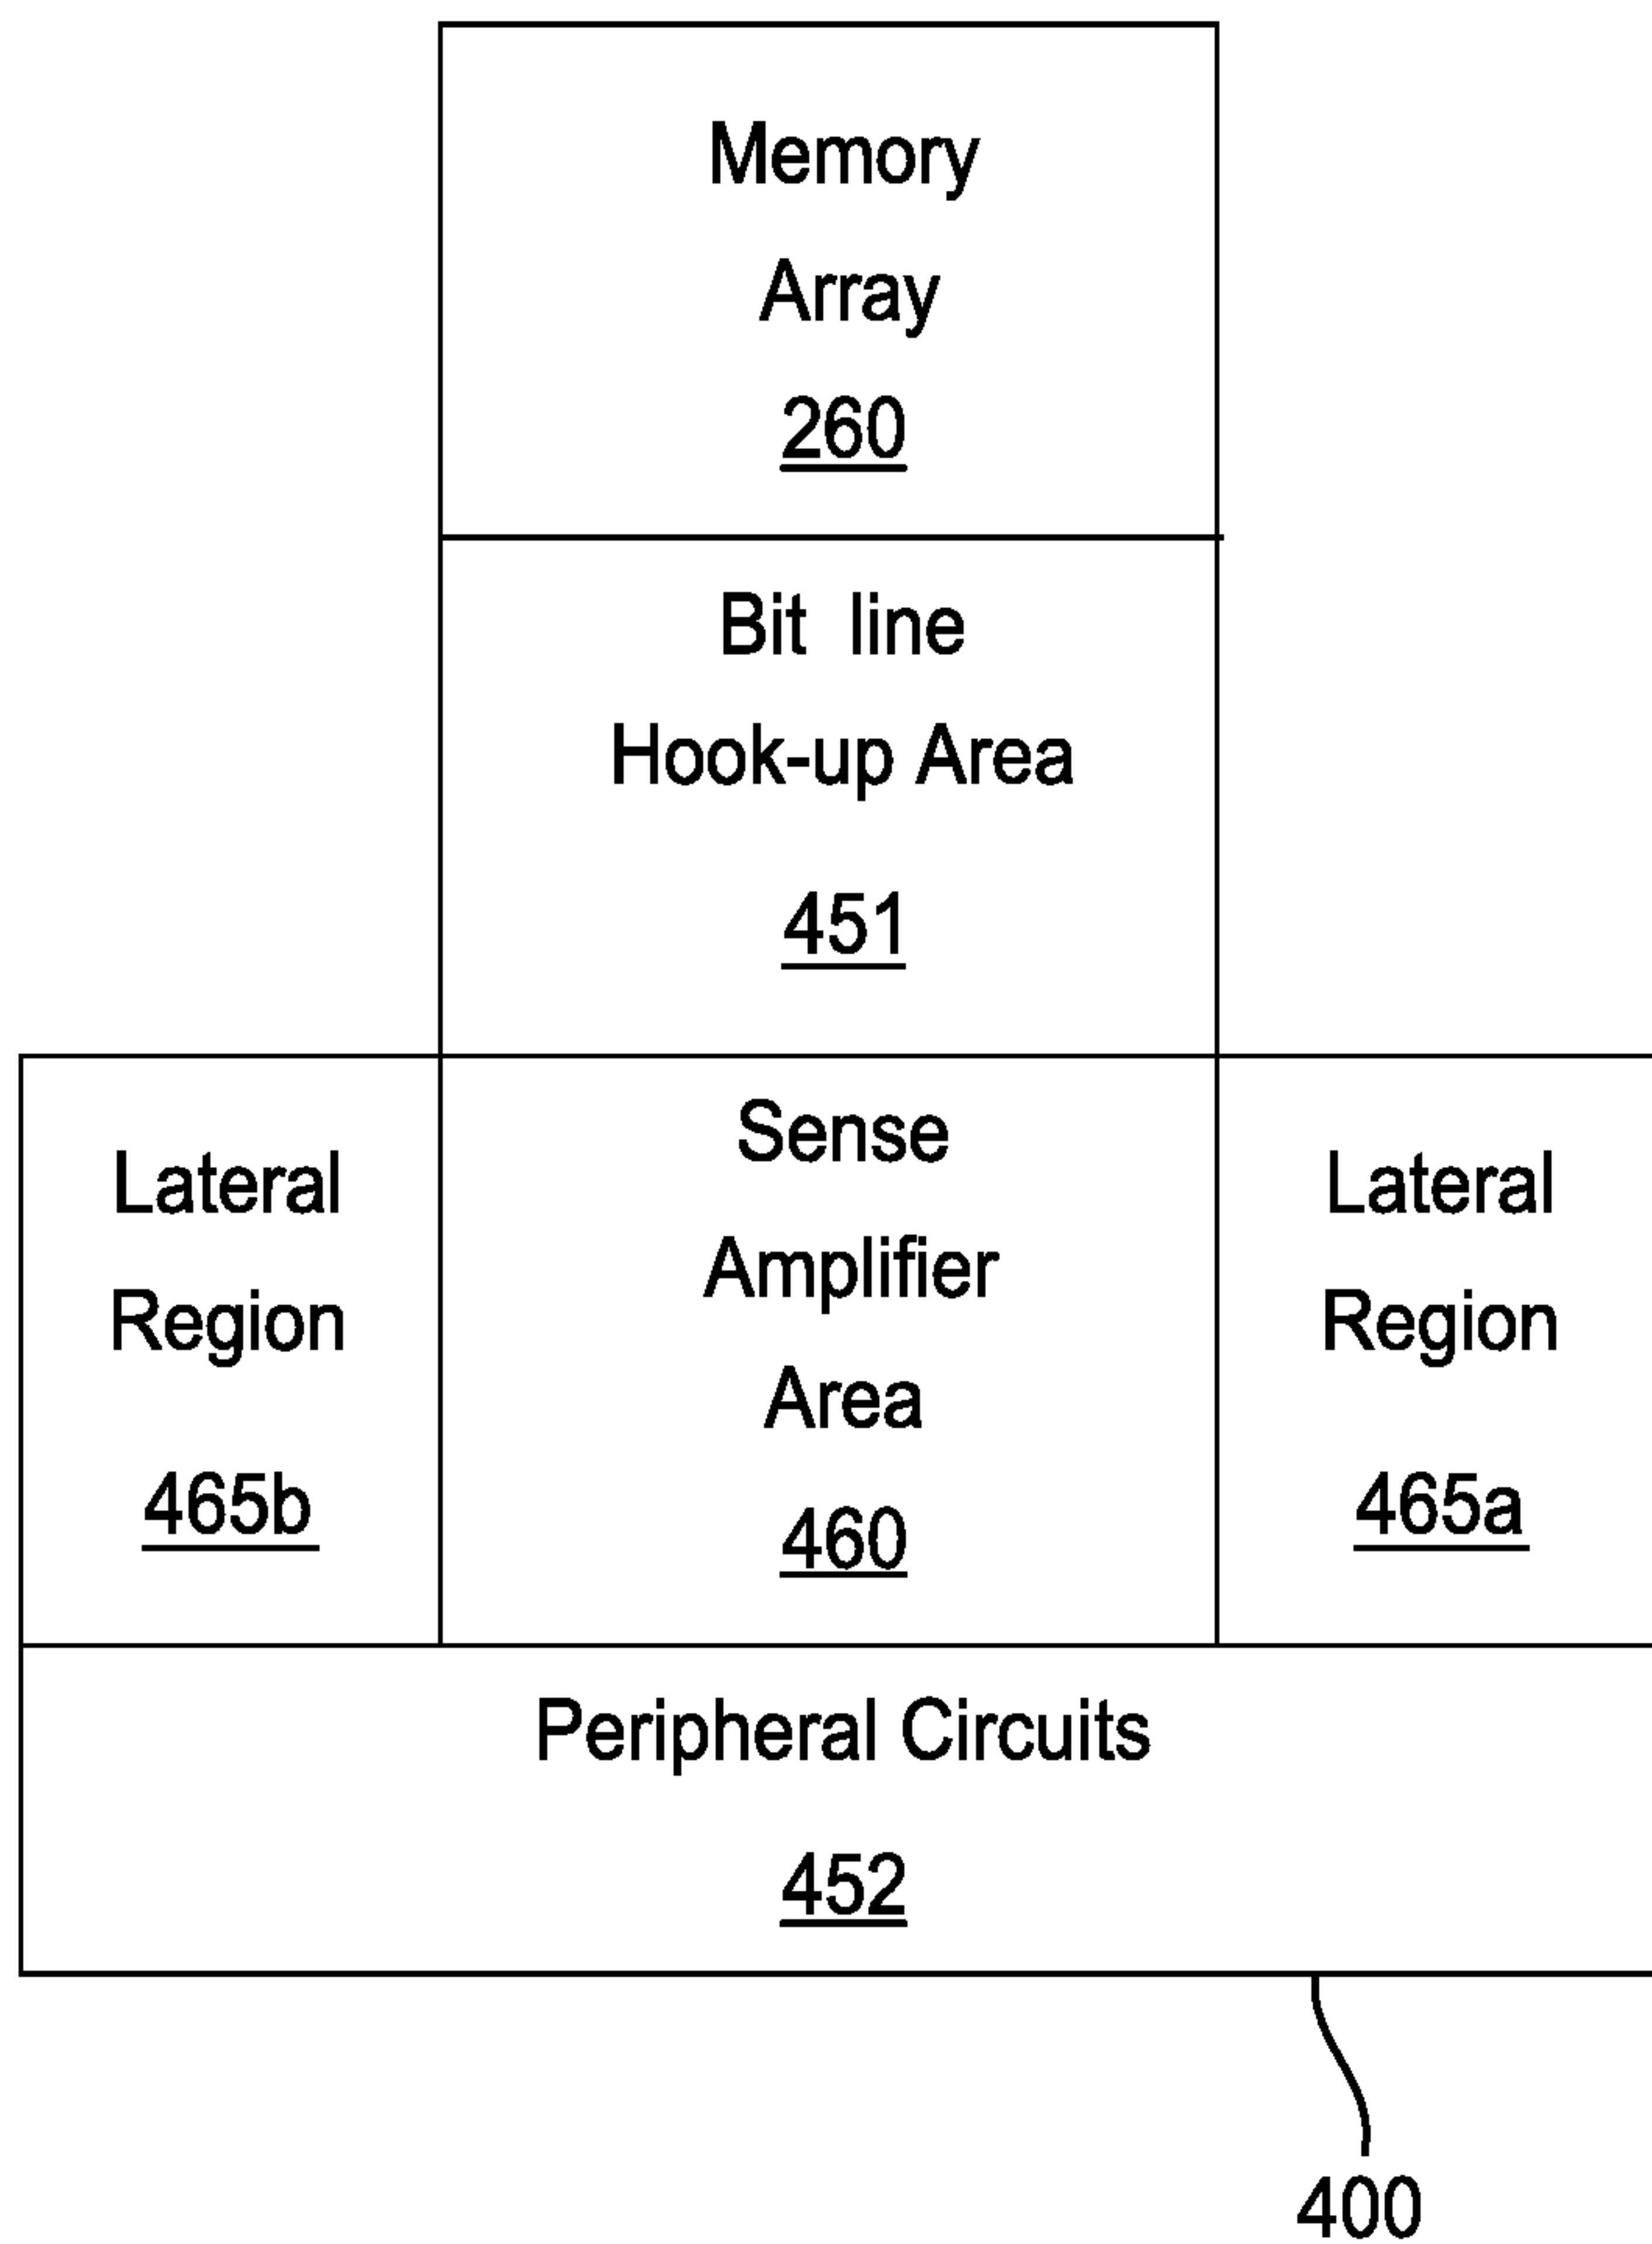 Memory
Array
260
Bit line
Hook-up Area
451
Lateral
Region
465b
Sense
Amplifier
Area
460
Lateral
Region
465a
Peripheral Circuits
452
400